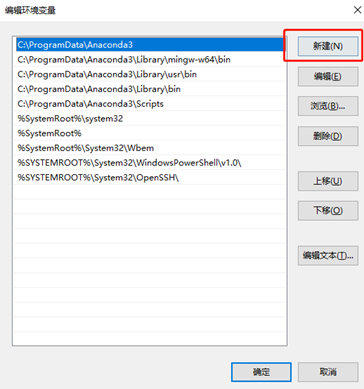 编辑环境变量
C:\ProgramData\Anaconda3
C:\ProgramData\Anaconda3\Library\mingw-w64\bin
C:\ProgramData\Anaconda3\Library\usr\bin
C:\ProgramData\Anaconda3\Library\bin
C:\ProgramData\Anaconda3\Scripts
%SystemRoot%\system32
%SystemRoot%
%SystemRoot%\System32\Wbem
%SYSTEMROOT%\System32\WindowsPowerShell\v1.0\
%SYSTEMROOT%\System32\OpenSSH\
新建(N)
编辑(E)
浏览(B)...
删除(D)
上移(U)
下移(O)
编辑文本(T)...
确定
取消